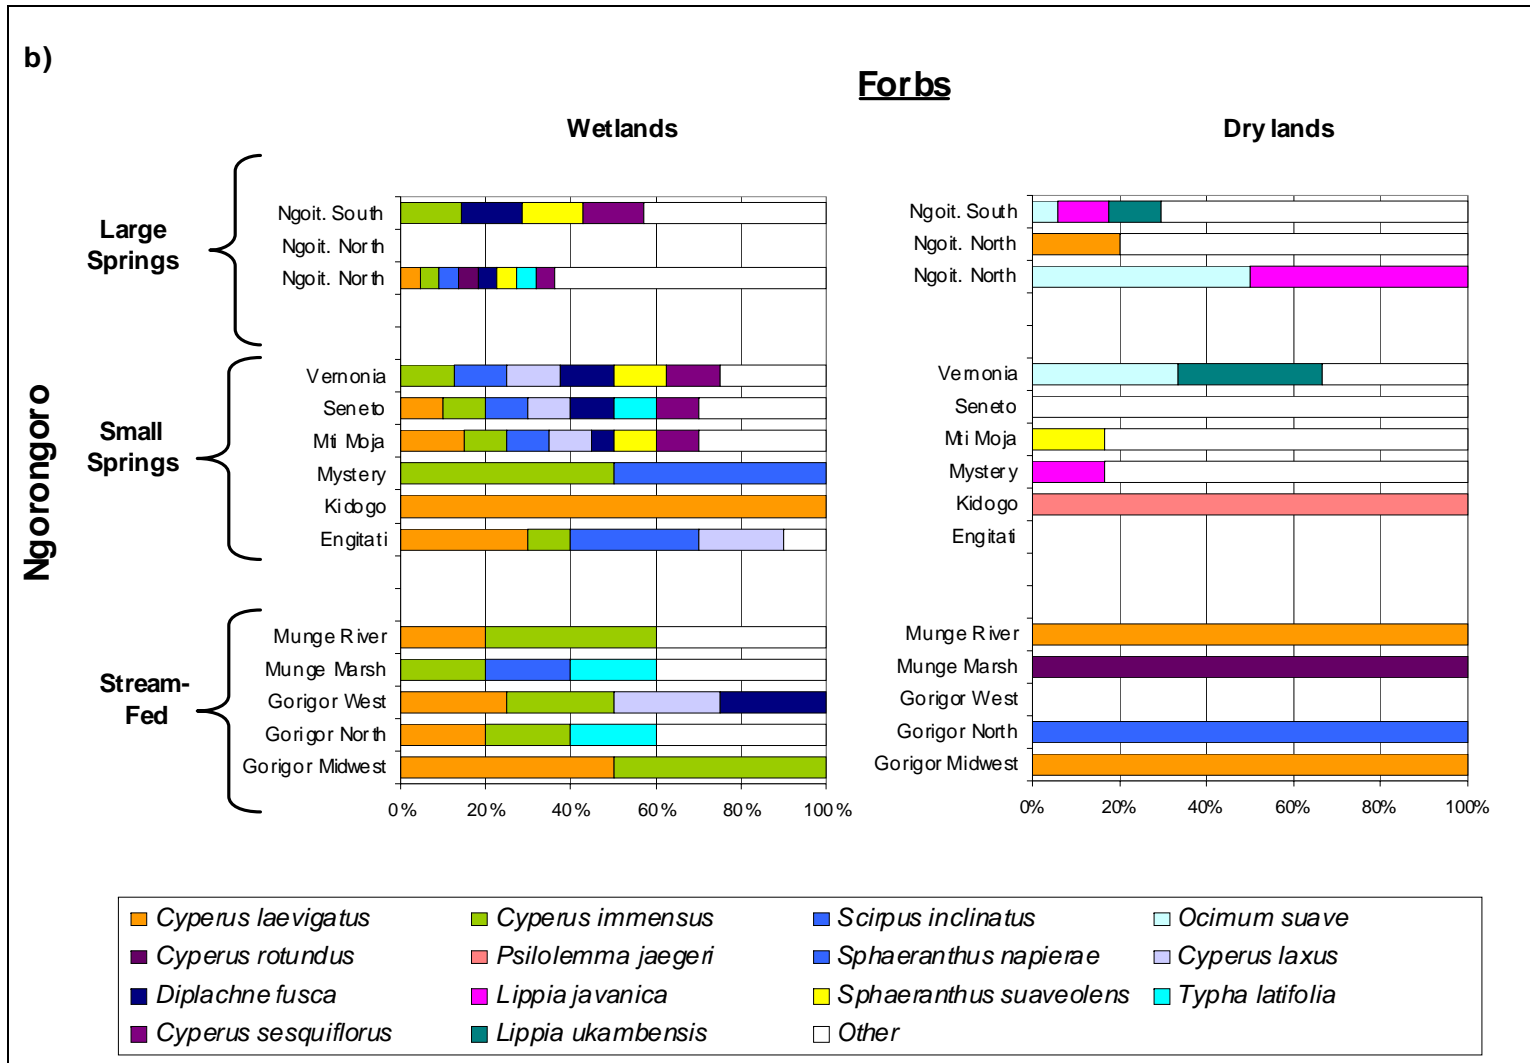 b)
Forbs
Wetlands
Dry lands
Ngorongoro
Large
Springs
Small
Springs
Stream-
Fed
Ngoit. South
Ngoit. North
Ngoit. North
Vernonia
Seneto
Mti Moja
Mystery
Kidogo
Engitati
Munge River
Munge Marsh
Gorigor West
Gorigor North
Gorigor Midwest
0% 20% 40% 60% 80% 100%
Ngoit. South
Ngoit. North
Ngoit. North
Vernonia
Seneto
Mti Moja
Mystery
Kidogo
Engitati
Munge River
Munge Marsh
Gorigor West
Gorigor North
Gorigor Midwest
0% 20% 40% 60% 80% 100%
Cyperus laevigatus Cyperus immensus Scirpus inclinatus Ocimum suave
Cyperus rotundus Psilolemma jaegeri Sphaeranthus napierae Cyperus laxus
Diplachne fusca Lippia javanica Sphaeranthus suaveolens Typha latifolia
Cyperus sesquiflorus Lippia ukambensis Other